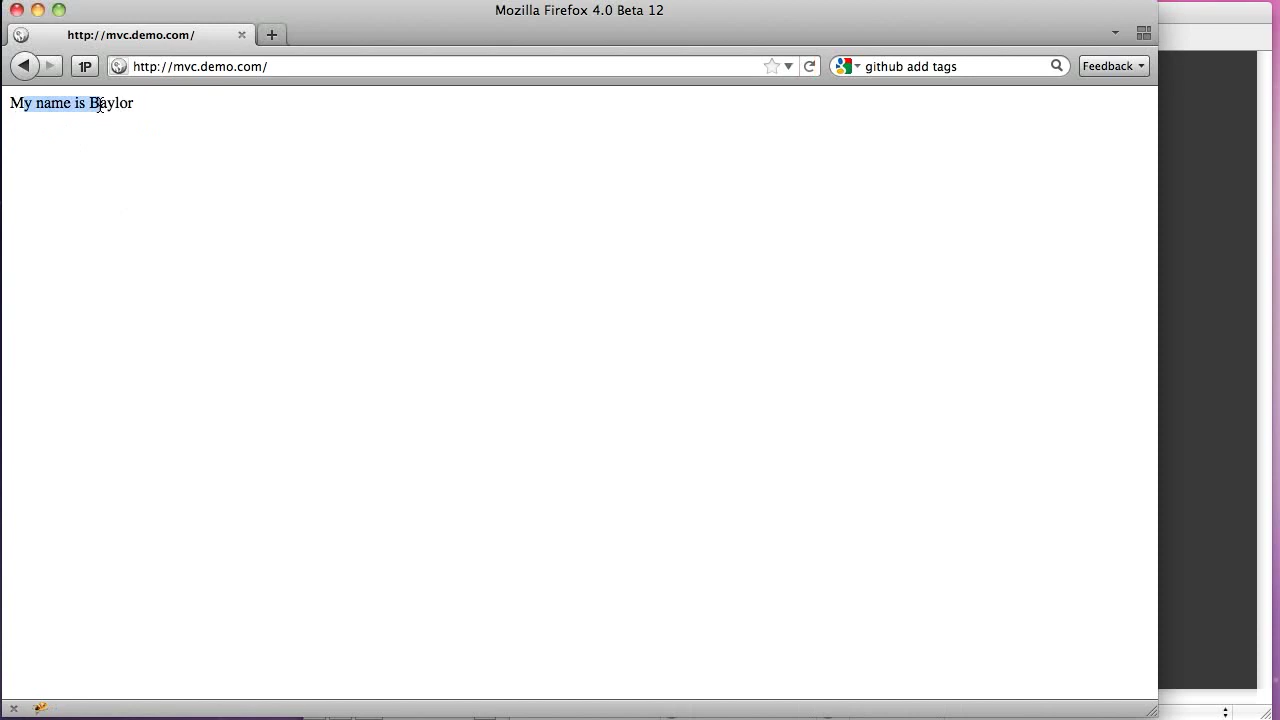 Mozilla Firefox 4.0 Beta 12
http://mvc.demo.com/
1P http://mvc.demo.com/ github add tags Feedback
My name is Baylor